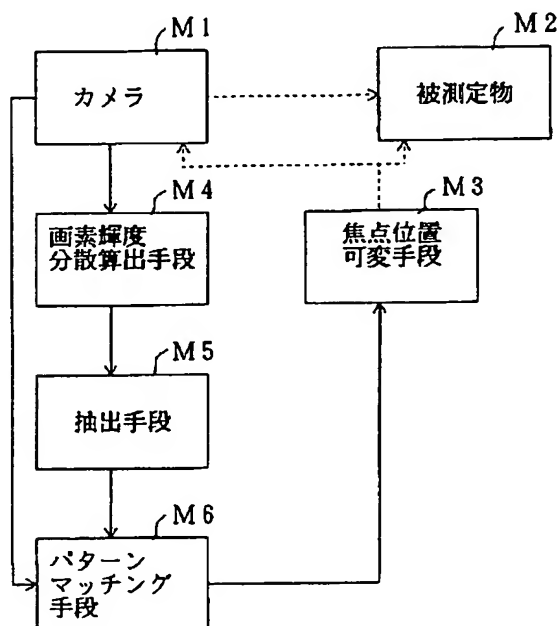 M1
カメラ
M2
被測定物
M3
焦点位置
可変手段
M4
画素輝度
分散算出手段
M5
抽出手段
M6
パターン
マッチング
手段